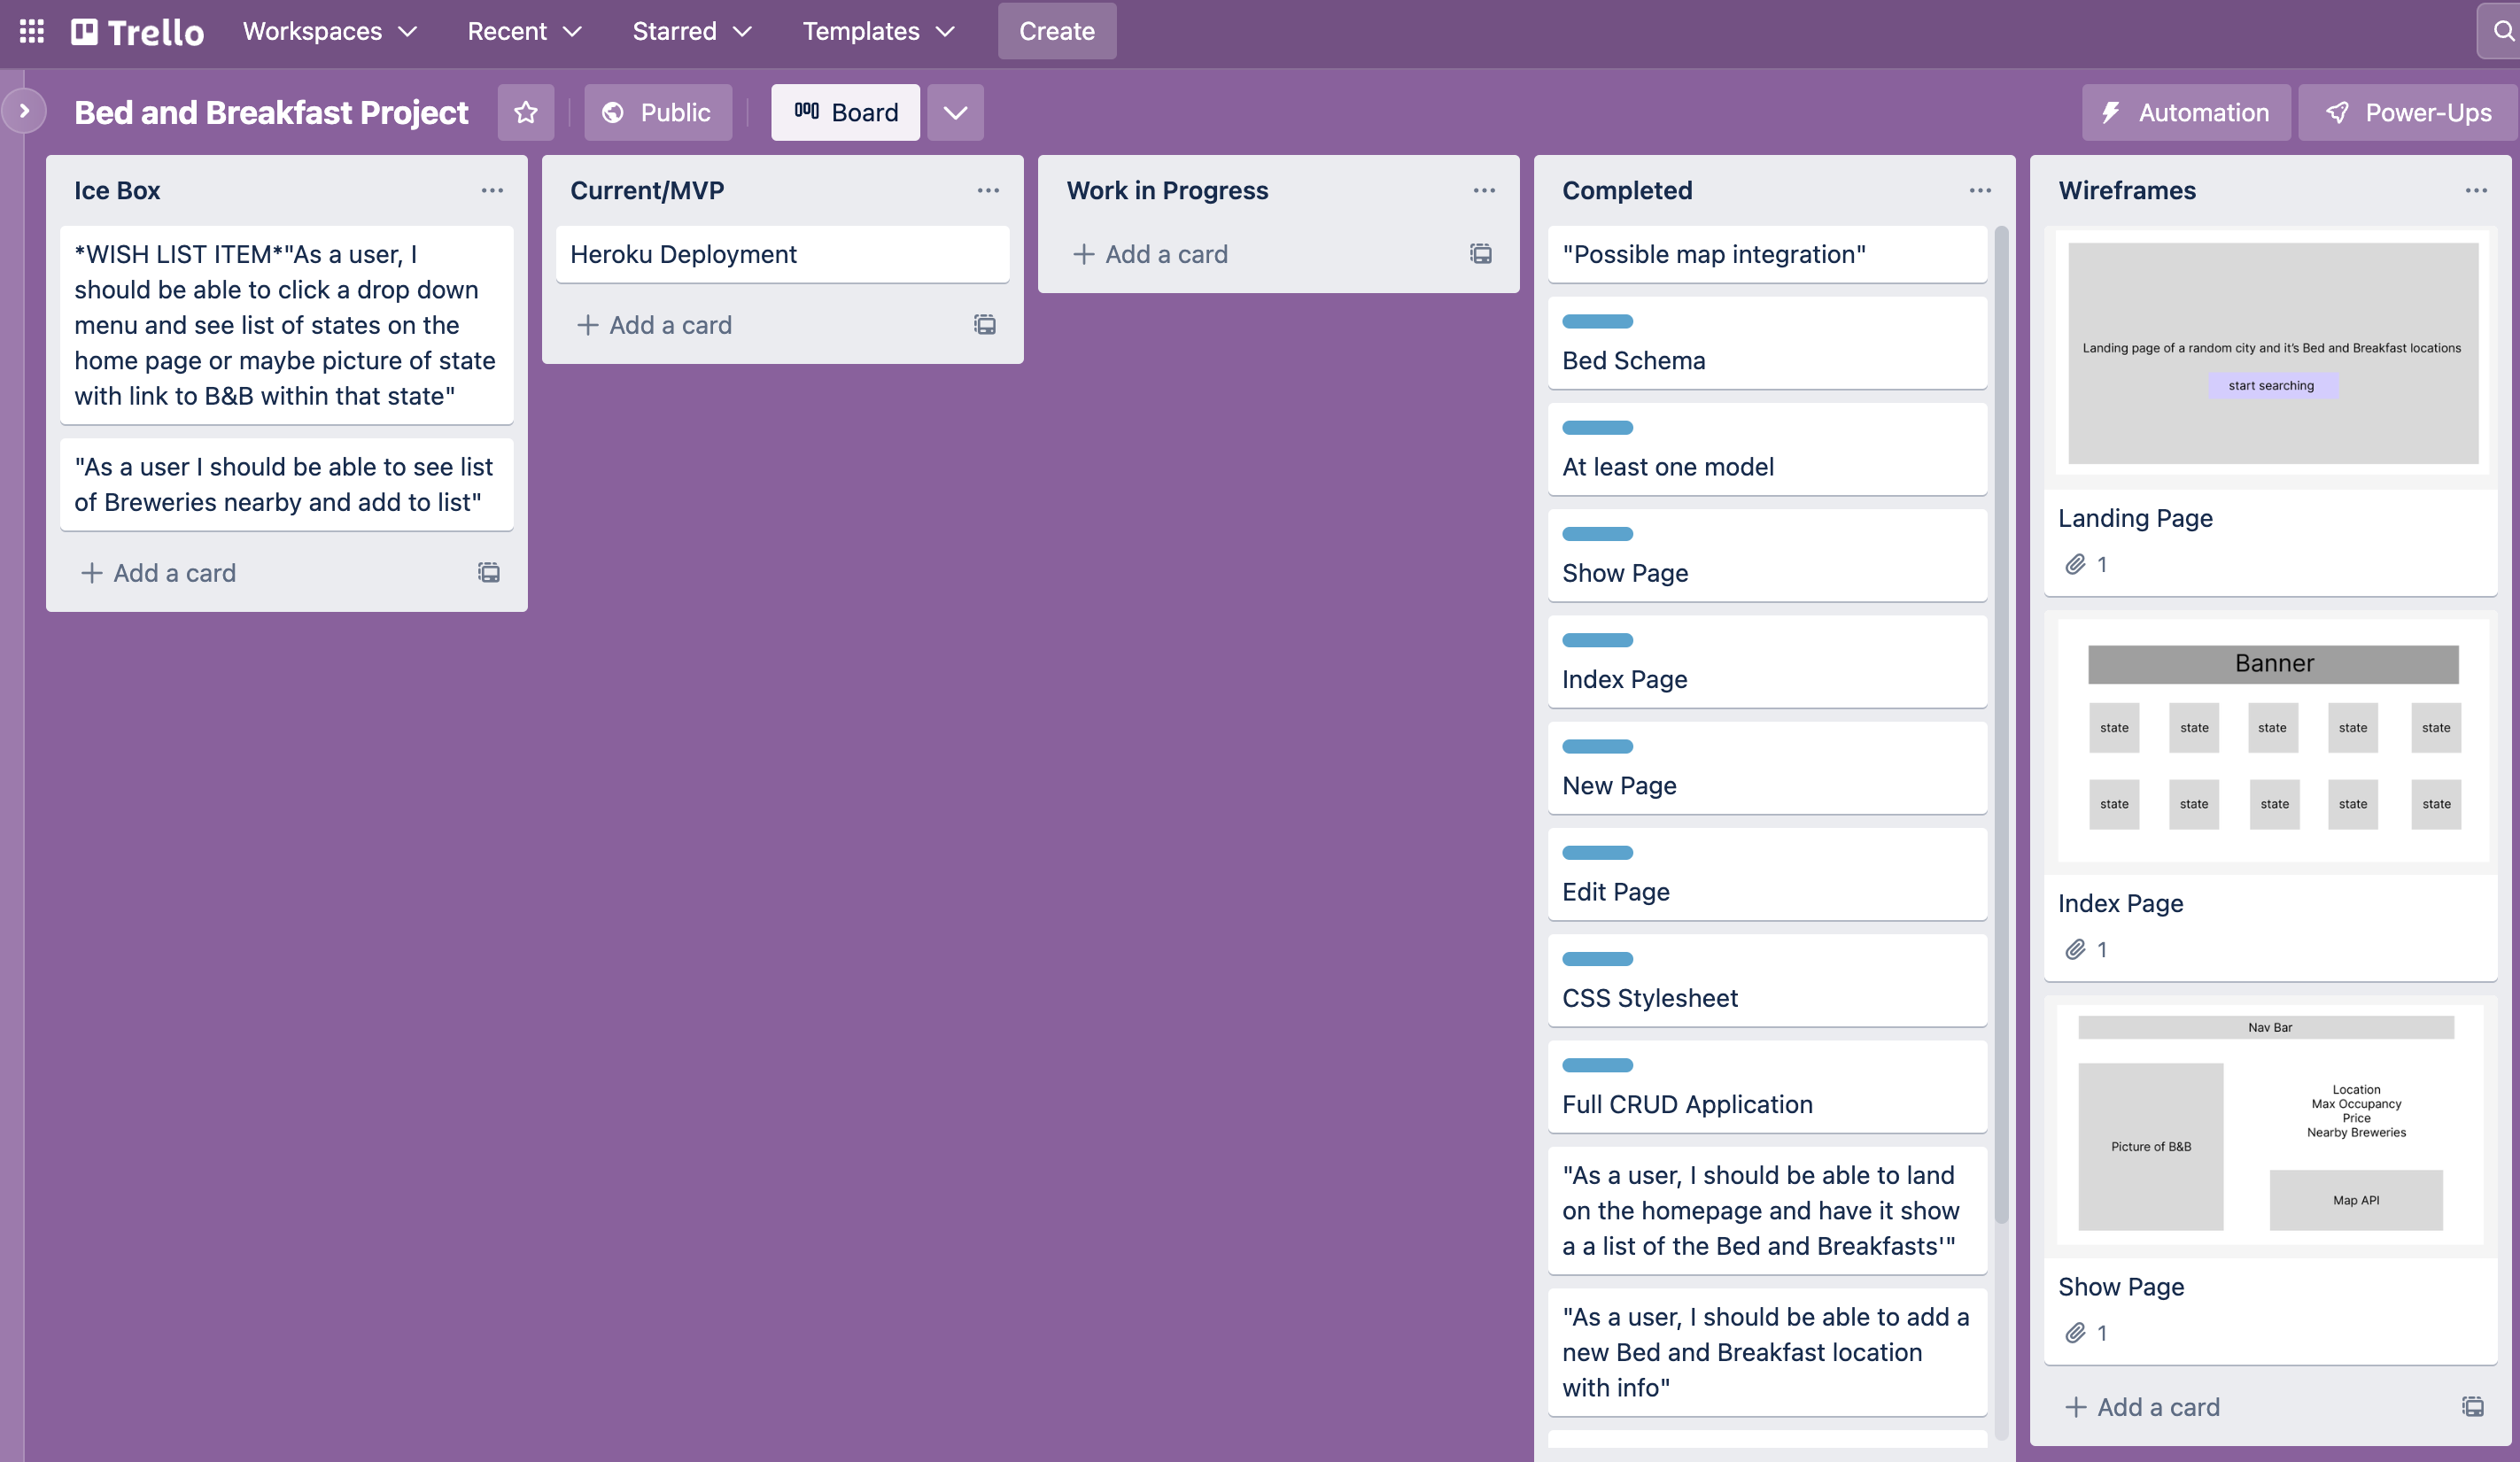 Trello
Workspaces
Recent
Starred
Templates
Create
Bed and Breakfast Project
Public
Board
Automation
Power-Ups
Ice Box
*WISH LIST ITEM*"As a user, I
should be able to click a drop down
menu and see list of states on the
home page or maybe picture of state
with link to B&B within that state"
"As a user I should be able to see list
of Breweries nearby and add to list"
Add a card
Current/MVP
Heroku Deployment
Add a card
Work in Progress
Add a card
Completed
"Possible map integration"
Bed Schema
At least one model
Show Page
Index Page
New Page
Edit Page
CSS Stylesheet
Full CRUD Application
"As a user, I should be able to land
on the homepage and have it show
a a list of the Bed and Breakfasts'"
"As a user, I should be able to add a
new Bed and Breakfast location
with info"
Wireframes
Landing page of a random city and it's Bed and Breakfast locations
start searching
Landing Page
1
Banner
state state state state state
state state state state state
Index Page
1
Nav Bar
Picture of B&B
Location
Max Occupancy
Price
Nearby Breweries
Map API
Show Page
1
Add a card